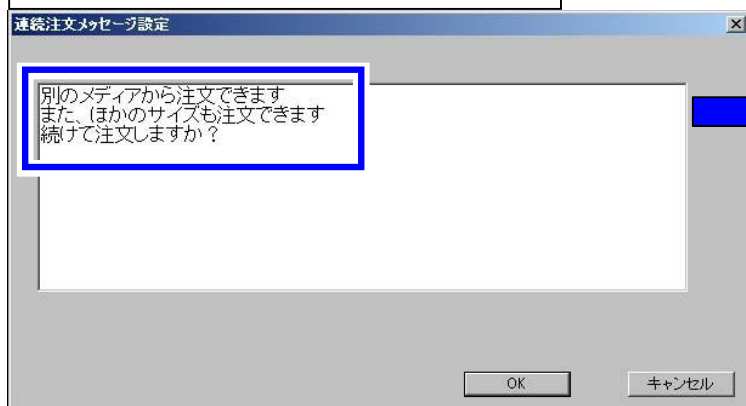 連続注文メッセージ設定
別のメディアから注文できます
また、ほかのサイズも注文できます
続けて注文しますか？
OK
キャンセル